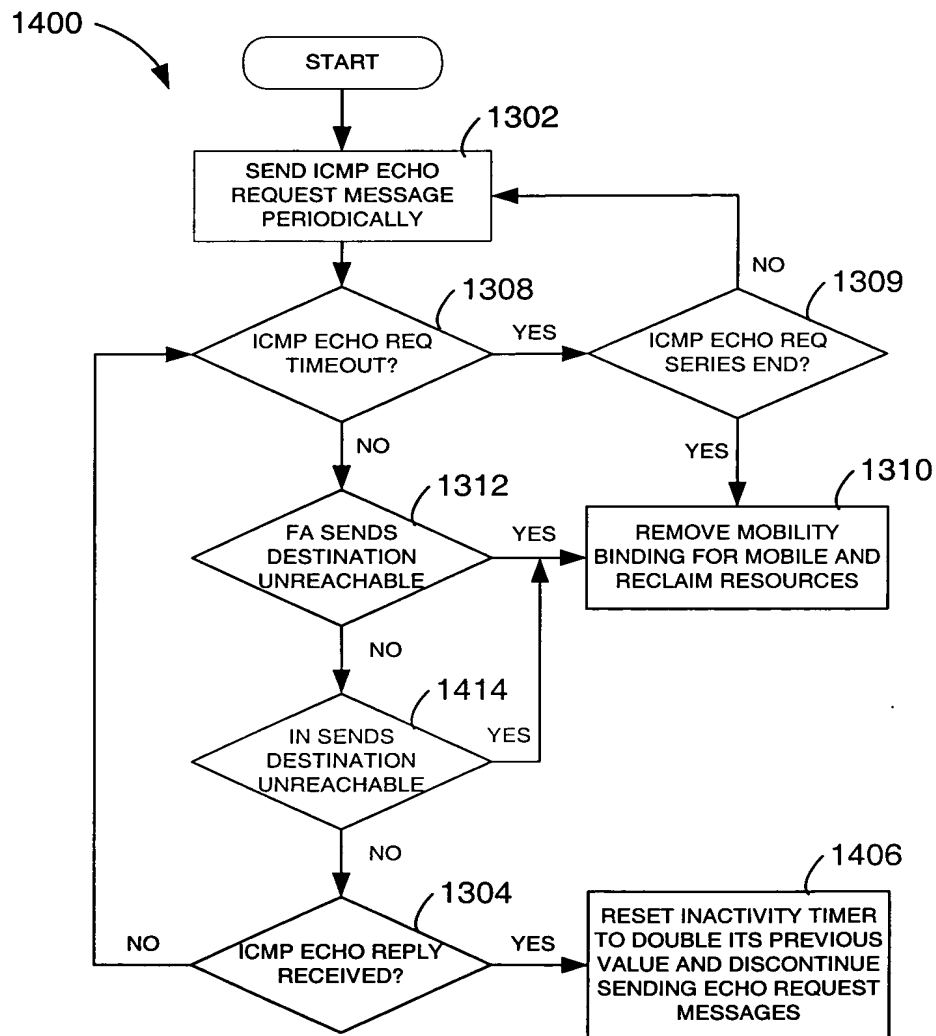 1400
START
1302
SEND ICMP ECHO
REQUEST MESSAGE
PERIODICALLY
NO
1308
1309
ICMP ECHO REQ
TIMEOUT?
YES
ICMP ECHO REQ
SERIES END?
NO
YES
1312
1310
FA SENDS
DESTINATION
UNREACHABLE
YES
REMOVE MOBILITY
BINDING FOR MOBILE AND
RECLAIM RESOURCES
NO
1414
IN SENDS
DESTINATION
UNREACHABLE
YES
NO
1304
1406
NO
ICMP ECHO REPLY
RECEIVED?
YES
RESET INACTIVITY TIMER
TO DOUBLE ITS PREVIOUS
VALUE AND DISCONTINUE
SENDING ECHO REQUEST
MESSAGES